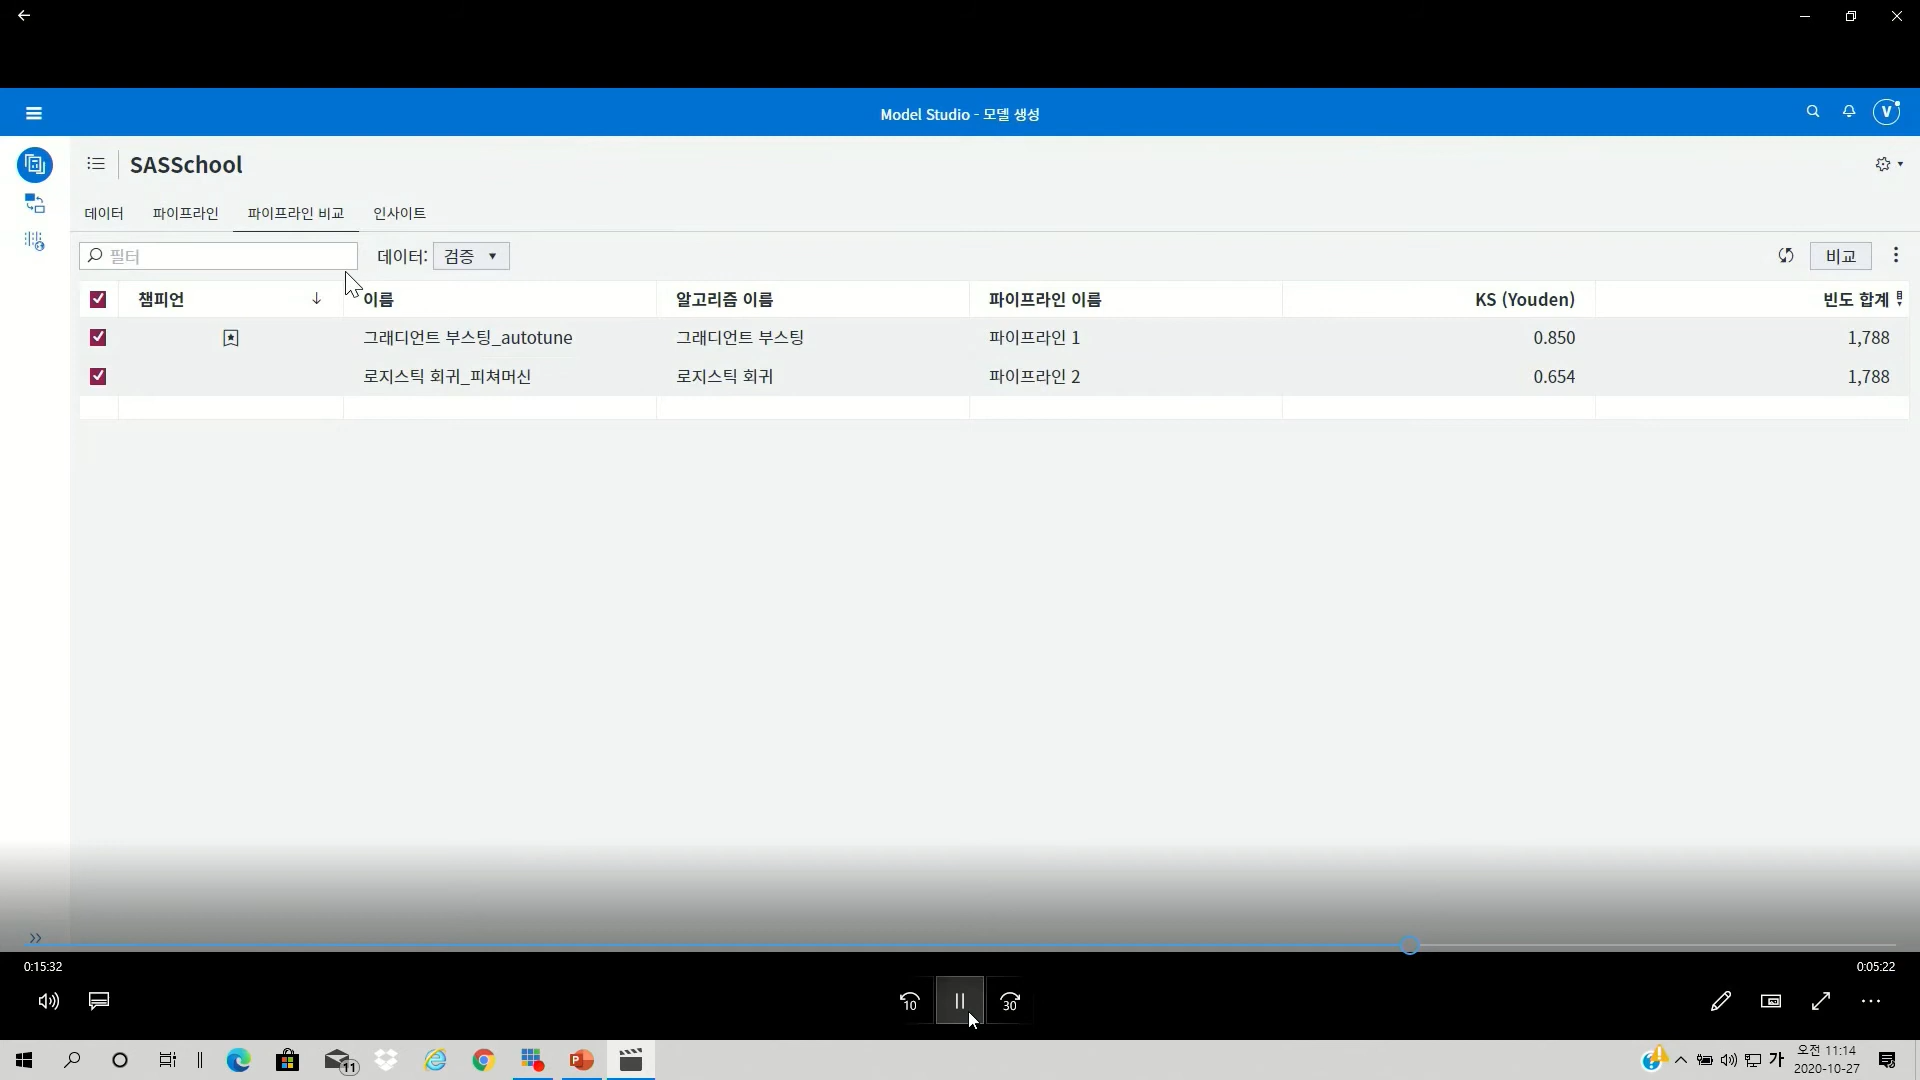 Model Studio - 모델 생성
V
SASSchool
데이터 파이프라인 파이프라인 비교 인사이트
필터 데이터: 검증 비교
챔피언 이름 알고리즘 이름 파이프라인 이름 KS (Youden) 빈도 합계
그래디언트 부스팅_autotune 그래디언트 부스팅 파이프라인 1 0.850 1,788
로지스틱 회귀_피쳐머신 로지스틱 회귀 파이프라인 2 0.654 1,788
0:15:32 0:05:22
10 30
11 가 오전 11:14
2020-10-27